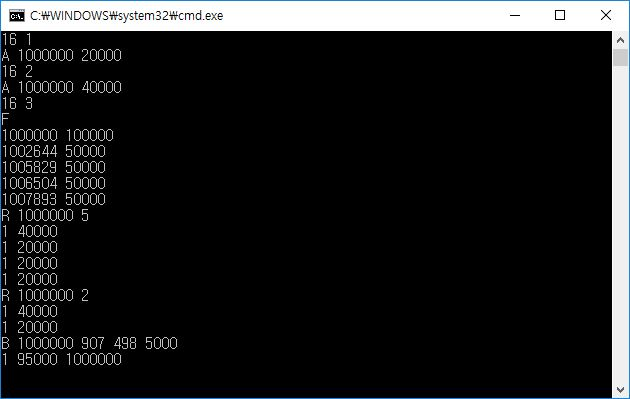 C:₩WINDOWS₩system32₩cmd.exe
16 1
A 1000000 20000
16 2
A 1000000 40000
16 3
F
1000000 100000
1002644 50000
1005829 50000
1006504 50000
1007893 50000
R 1000000 5
1 40000
1 20000
1 20000
1 20000
R 1000000 2
1 40000
1 20000
B 1000000 907 498 5000
1 95000 1000000